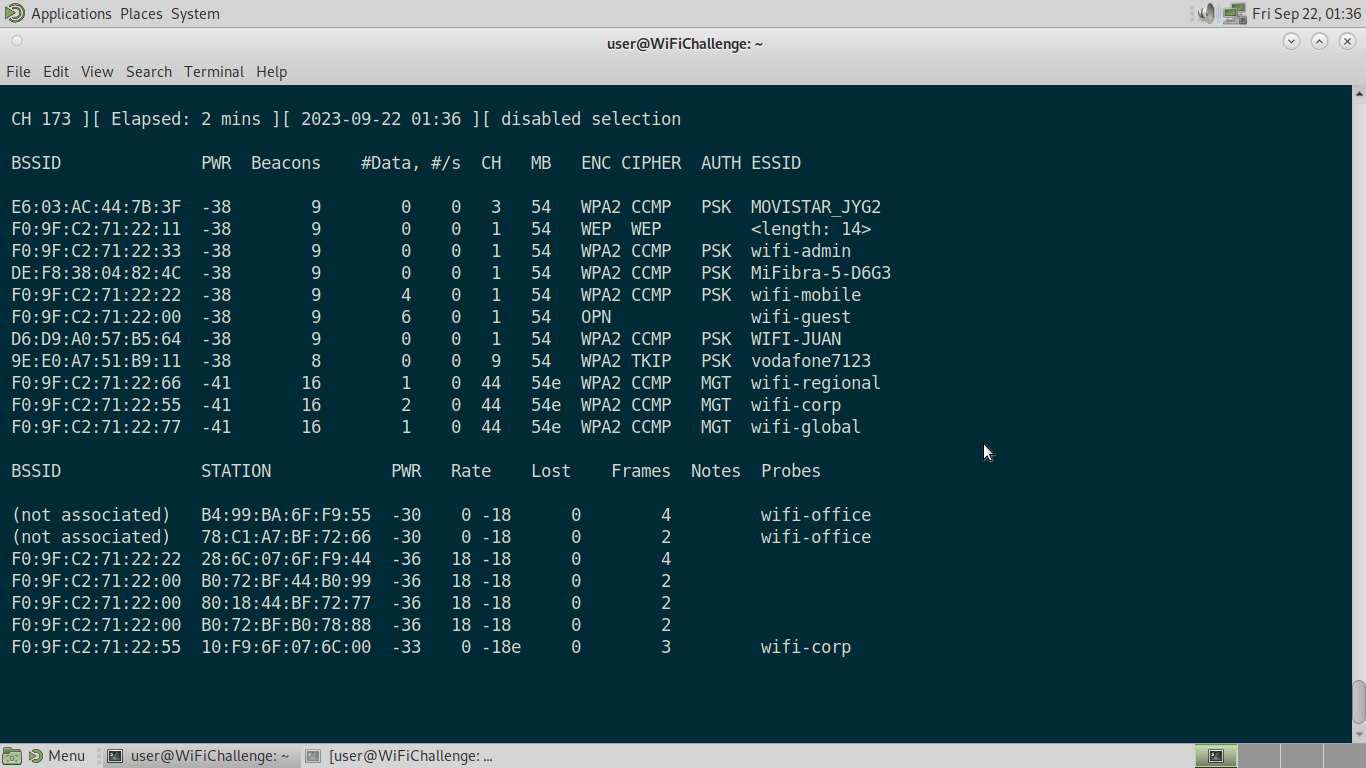 Applications Places System Fri Sep 22, 01:36
user@WiFiChallenge: ~
File Edit View Search Terminal Help
CH 173 ][ Elapsed: 2 mins ][ 2023-09-22 01:36 ][ disabled selection
BSSID PWR Beacons #Data, #/s CH MB ENC CIPHER AUTH ESSID
E6:03:AC:44:7B:3F -38 9 0 0 3 54 WPA2 CCMP PSK MOVISTAR_JYG2
F0:9F:C2:71:22:11 -38 9 0 0 1 54 WEP WEP <length: 14>
F0:9F:C2:71:22:33 -38 9 0 0 1 54 WPA2 CCMP PSK wifi-admin
DE:F8:38:04:82:4C -38 9 0 0 1 54 WPA2 CCMP PSK MiFibra-5-D6G3
F0:9F:C2:71:22:22 -38 9 4 0 1 54 WPA2 CCMP PSK wifi-mobile
F0:9F:C2:71:22:00 -38 9 6 0 1 54 OPN wifi-guest
D6:D9:A0:57:B5:64 -38 9 0 0 1 54 WPA2 CCMP PSK WIFI-JUAN
9E:E0:A7:51:B9:11 -38 8 0 0 9 54 WPA2 TKIP PSK vodafone7123
F0:9F:C2:71:22:66 -41 16 1 0 44 54e WPA2 CCMP MGT wifi-regional
F0:9F:C2:71:22:55 -41 16 2 0 44 54e WPA2 CCMP MGT wifi-corp
F0:9F:C2:71:22:77 -41 16 1 0 44 54e WPA2 CCMP MGT wifi-global
BSSID STATION PWR Rate Lost Frames Notes Probes
(not associated) B4:99:BA:6F:F9:55 -30 0 -18 0 4 wifi-office
(not associated) 78:C1:A7:BF:72:66 -30 0 -18 0 2 wifi-office
F0:9F:C2:71:22:22 28:6C:07:6F:F9:44 -36 18 -18 0 4
F0:9F:C2:71:22:00 B0:72:BF:44:B0:99 -36 18 -18 0 2
F0:9F:C2:71:22:00 80:18:44:BF:72:77 -36 18 -18 0 2
F0:9F:C2:71:22:00 B0:72:BF:B0:78:88 -36 18 -18 0 2
F0:9F:C2:71:22:55 10:F9:6F:07:6C:00 -33 0 -18e 0 3 wifi-corp
Menu user@WiFiChallenge: ~ [user@WiFiChallenge: ...